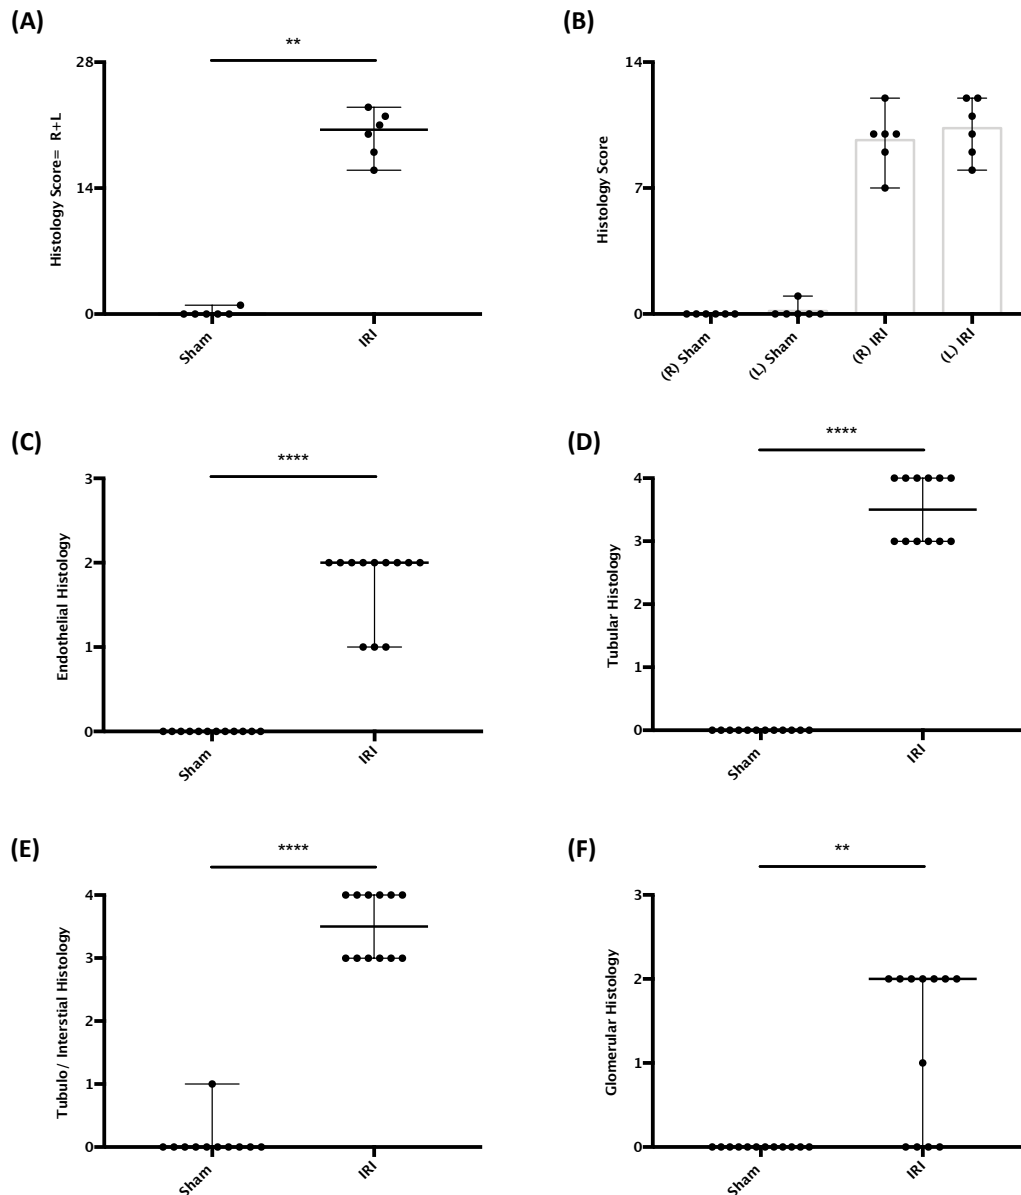 (A)
**
28
14
0
Histology Score= R+L
Sham
IRI
(B)
14
7
0
Histology Score
(R) Sham
(L) Sham
(R) IRI
(L) IRI
(C)
****
3
2
1
0
Endothelial Histology
Sham
IRI
(D)
****
4
3
2
1
0
Tubular Histology
Sham
IRI
(E)
****
4
3
2
1
0
Tubulo/ Interstial Histology
Sham
IRI
(F)
**
3
2
1
0
Glomerular Histology
Sham
IRI